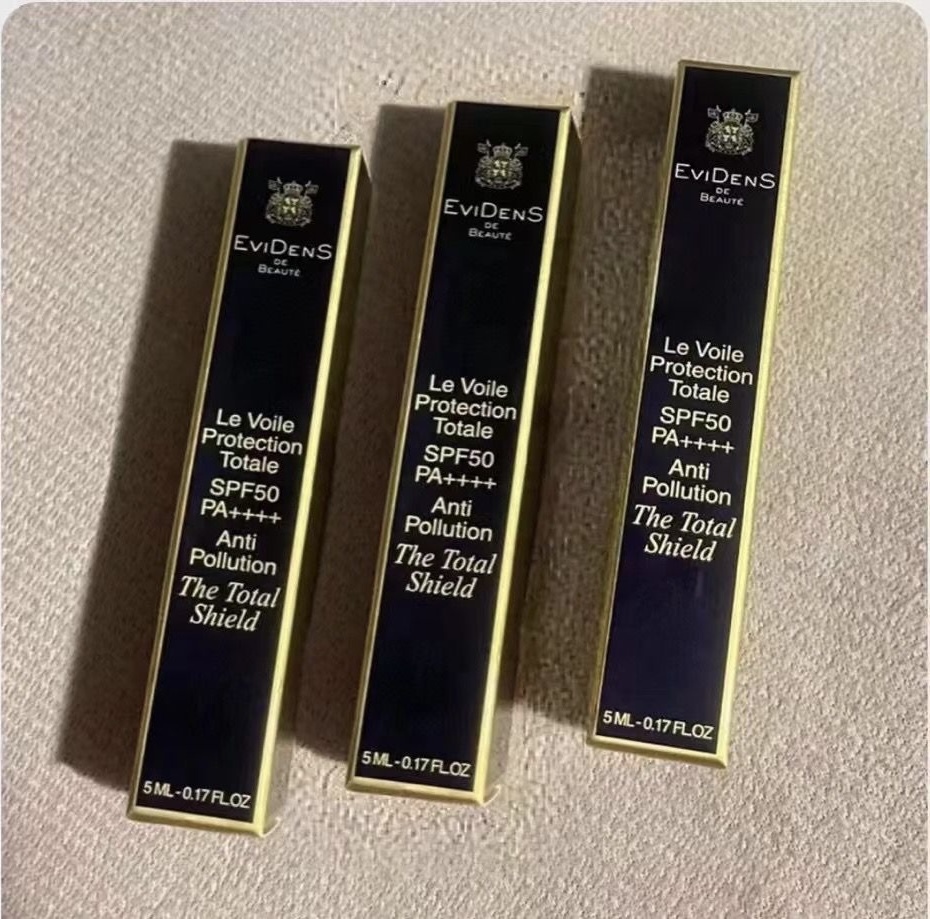 EVIDENS
DE
BEAUTÉ
Le Voile
Protection
Totale
SPF50
PA++++
Anti
Pollution
The Total
Shield
5 ML - 0.17 FL.OZ
EVIDENS
DE
BEAUTÉ
Le Voile
Protection
Totale
SPF50
PA++++
Anti
Pollution
The Total
Shield
5 ML - 0.17 FL.OZ
EVIDENS
DE
BEAUTÉ
Le Voile
Protection
Totale
SPF50
PA++++
Anti
Pollution
The Total
Shield
5 ML - 0.17 FL.OZ